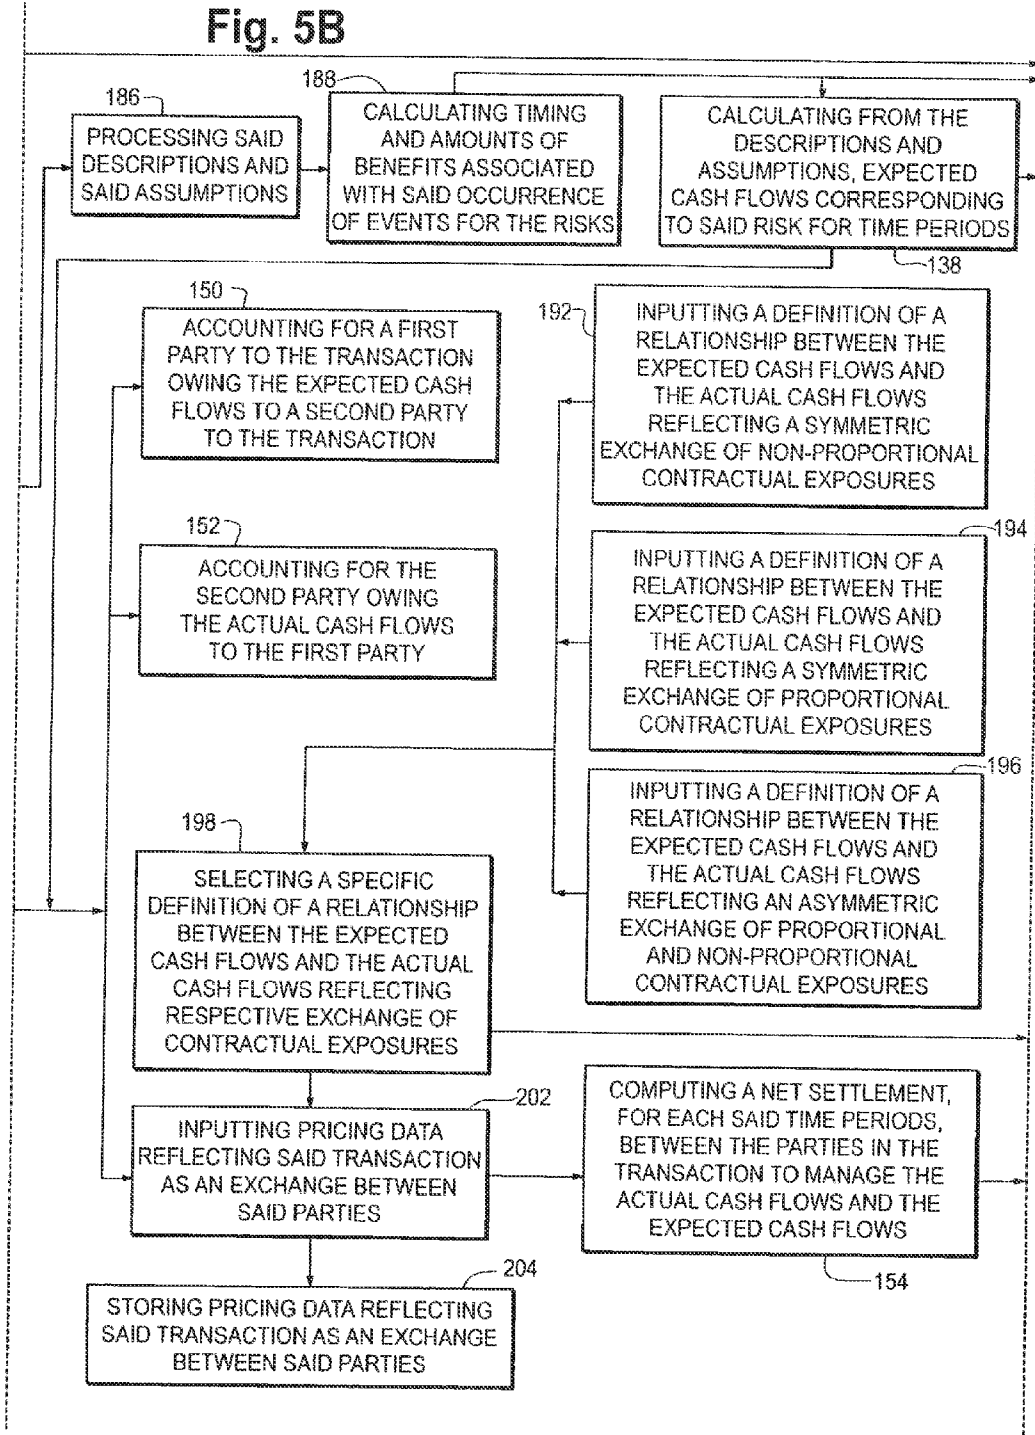 Fig. 5B
186
PROCESSING SAID
DESCRIPTIONS AND
SAID ASSUMPTIONS
188
CALCULATING TIMING
AND AMOUNTS OF
BENEFITS ASSOCIATED
WITH SAID OCCURRENCE
OF EVENTS FOR THE RISKS
CALCULATING FROM THE
DESCRIPTIONS AND
ASSUMPTIONS, EXPECTED
CASH FLOWS CORRESPONDING
TO SAID RISK FOR TIME PERIODS
138
150
ACCOUNTING FOR A FIRST
PARTY TO THE TRANSACTION
OWING THE EXPECTED CASH
FLOWS TO A SECOND PARTY
TO THE TRANSACTION
192
INPUTTING A DEFINITION OF A
RELATIONSHIP BETWEEN THE
EXPECTED CASH FLOWS AND
THE ACTUAL CASH FLOWS
REFLECTING A SYMMETRIC
EXCHANGE OF NON-PROPORTIONAL
CONTRACTUAL EXPOSURES
152
ACCOUNTING FOR THE
SECOND PARTY OWING
THE ACTUAL CASH FLOWS
TO THE FIRST PARTY
194
INPUTTING A DEFINITION OF A
RELATIONSHIP BETWEEN THE
EXPECTED CASH FLOWS AND
THE ACTUAL CASH FLOWS
REFLECTING A SYMMETRIC
EXCHANGE OF PROPORTIONAL
CONTRACTUAL EXPOSURES
196
INPUTTING A DEFINITION OF A
RELATIONSHIP BETWEEN THE
EXPECTED CASH FLOWS AND
THE ACTUAL CASH FLOWS
REFLECTING AN ASYMMETRIC
EXCHANGE OF PROPORTIONAL
AND NON-PROPORTIONAL
CONTRACTUAL EXPOSURES
198
SELECTING A SPECIFIC
DEFINITION OF A RELATIONSHIP
BETWEEN THE EXPECTED
CASH FLOWS AND THE ACTUAL
CASH FLOWS REFLECTING
RESPECTIVE EXCHANGE OF
CONTRACTUAL EXPOSURES
202
INPUTTING PRICING DATA
REFLECTING SAID TRANSACTION
AS AN EXCHANGE BETWEEN
SAID PARTIES
COMPUTING A NET SETTLEMENT,
FOR EACH SAID TIME PERIODS,
BETWEEN THE PARTIES IN THE
TRANSACTION TO MANAGE THE
ACTUAL CASH FLOWS AND THE
EXPECTED CASH FLOWS
154
204
STORING PRICING DATA REFLECTING
SAID TRANSACTION AS AN EXCHANGE
BETWEEN SAID PARTIES